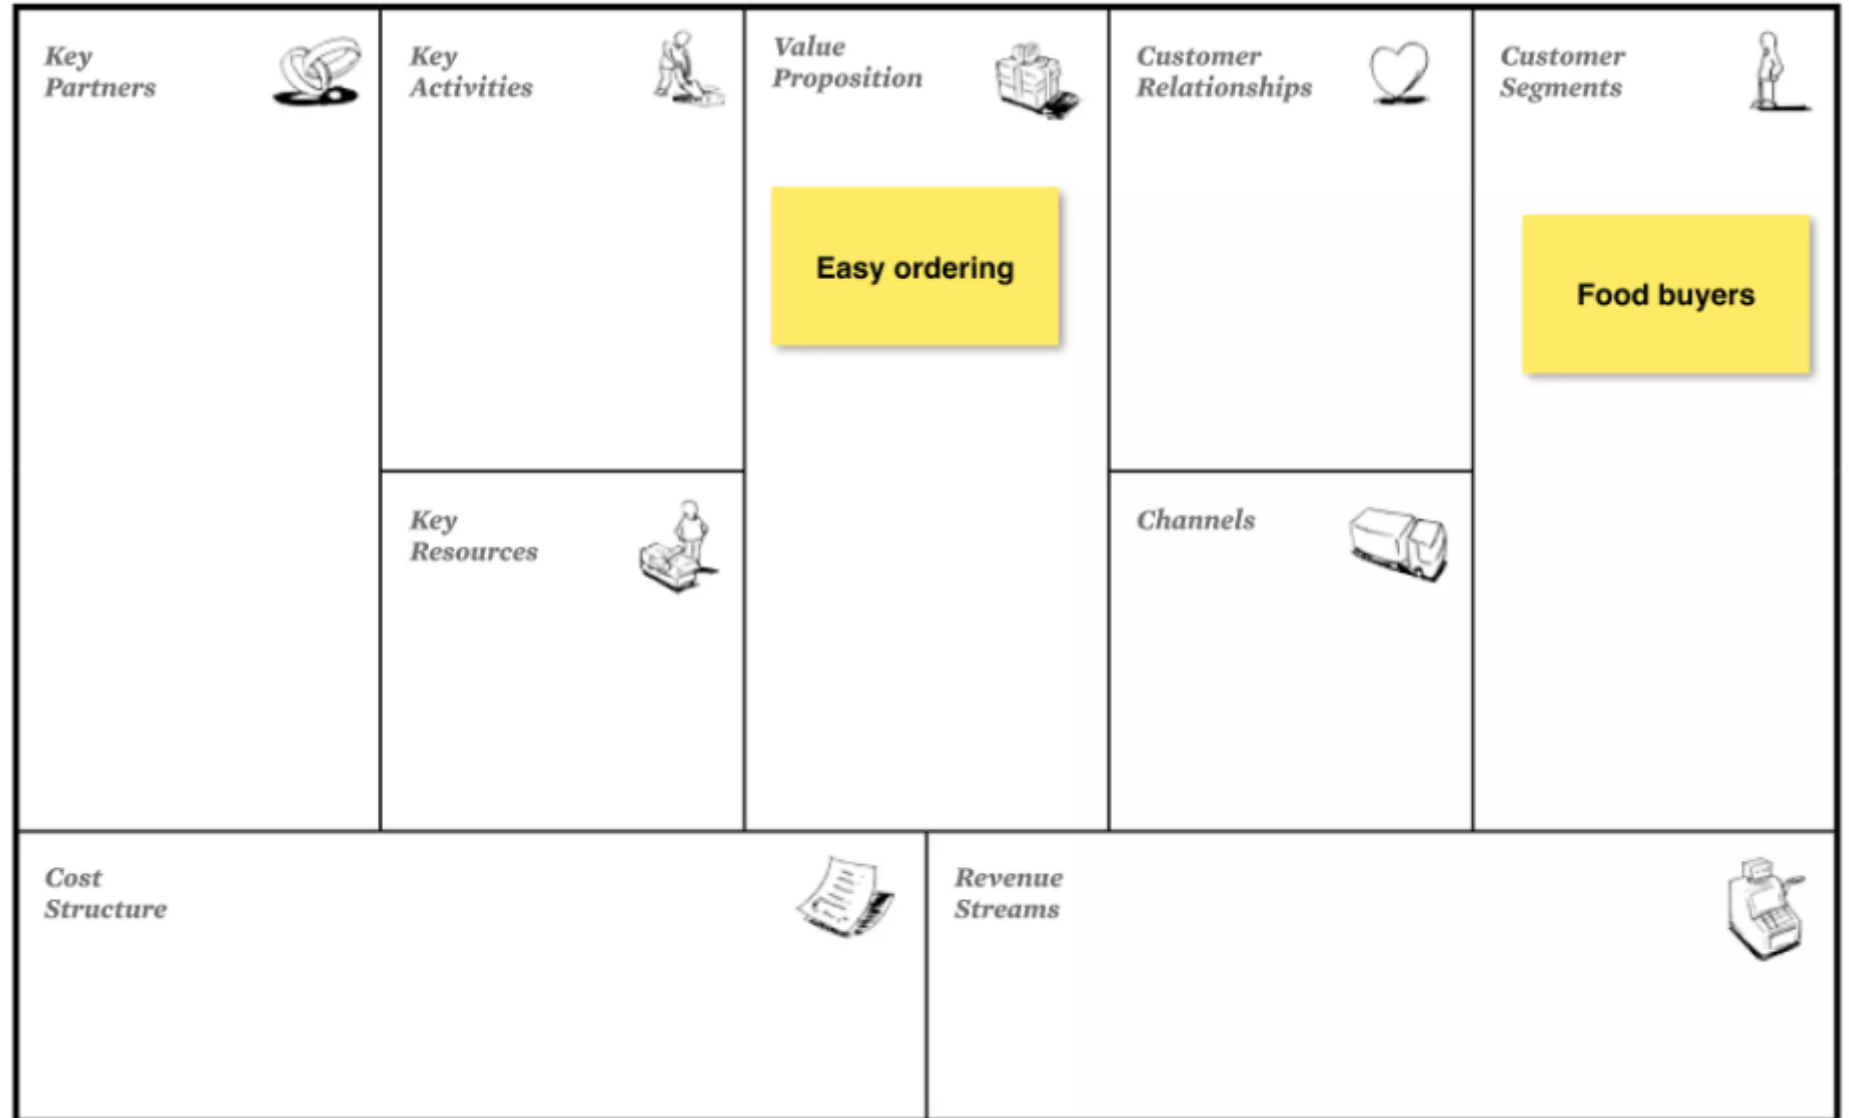 Key
Partners
Key
Activities
Value
Proposition
Customer
Relationships
Customer
Segments
Easy ordering
Food buyers
Key
Resources
Channels
Cost
Structure
Revenue
Streams